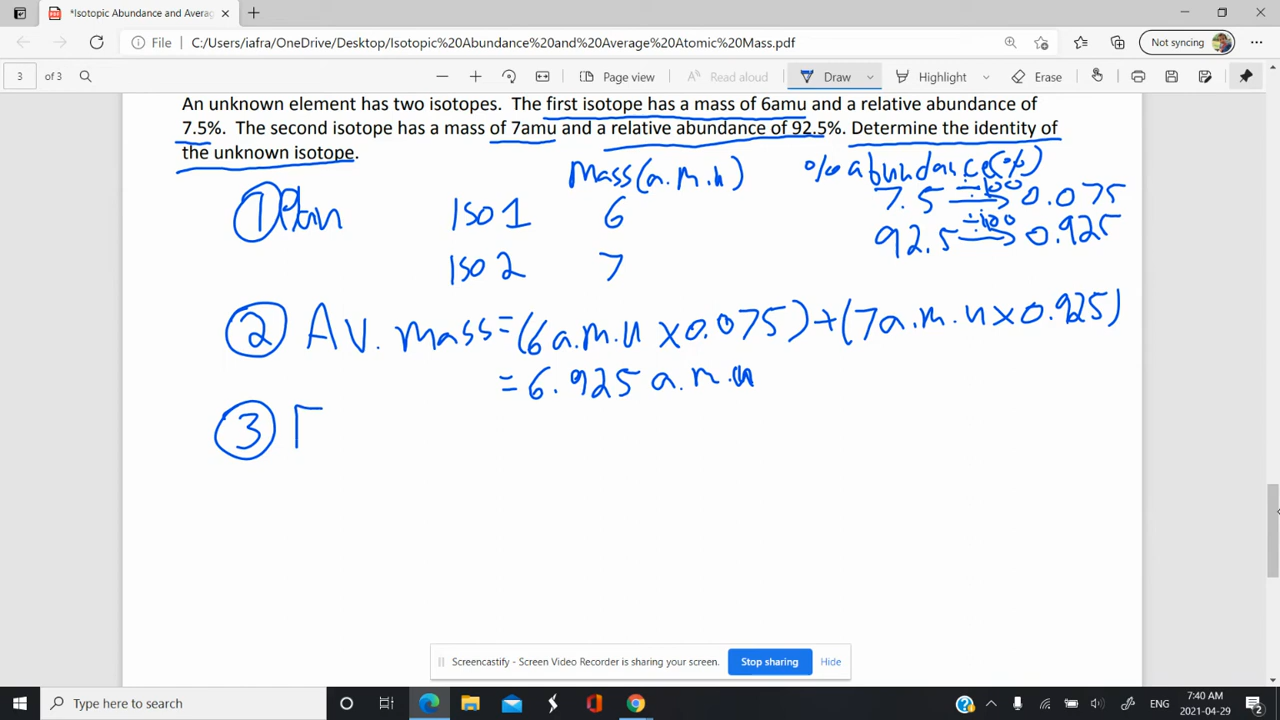 *Isotopic Abundance and Avera
File C:/Users/iafra/OneDrive/Desktop/Isotopic%20Abundance%20and%20Average%20Atomic%20Mass.pdf Not syncing
3 of 3 Page view Read aloud Draw Highlight Erase
An unknown element has two isotopes. The first isotope has a mass of 6amu and a relative abundance of
7.5%. The second isotope has a mass of 7amu and a relative abundance of 92.5%. Determine the identity of
the unknown isotope.
Mass(a.m.u) % abundance(%)
① Plan Iso 1 6 7.5 ÷100 → 0.075
Iso 2 7 92.5 ÷100 → 0.925
② Av. mass=(6a.m.u x0.075)+(7a.m.u x 0.925)
= 6.925 a.m.u
③
Screencastify - Screen Video Recorder is sharing your screen. Stop sharing Hide
Type here to search ENG 7:40 AM
2021-04-29 2